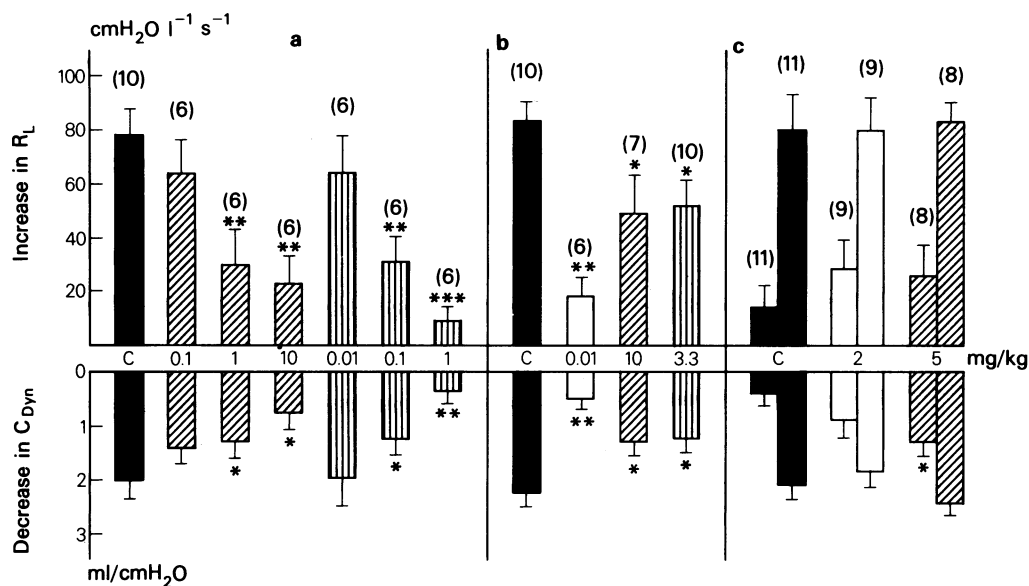 cmH₂O l⁻¹ s⁻¹
a b c
Increase in R_L
100
80
60
40
20
(10) (6) (6) (6) (6) (6) (6)
** ** ** ***
(10) (6) (7) (10)
** * *
(11) (11) (9) (9) (8) (8)
C 0.1 1 10 0.01 0.1 1 C 0.01 10 3.3 C 2 5 mg/kg
Decrease in C_Dyn
0
1
2
3
* * * **
** * *
*
ml/cmH₂O